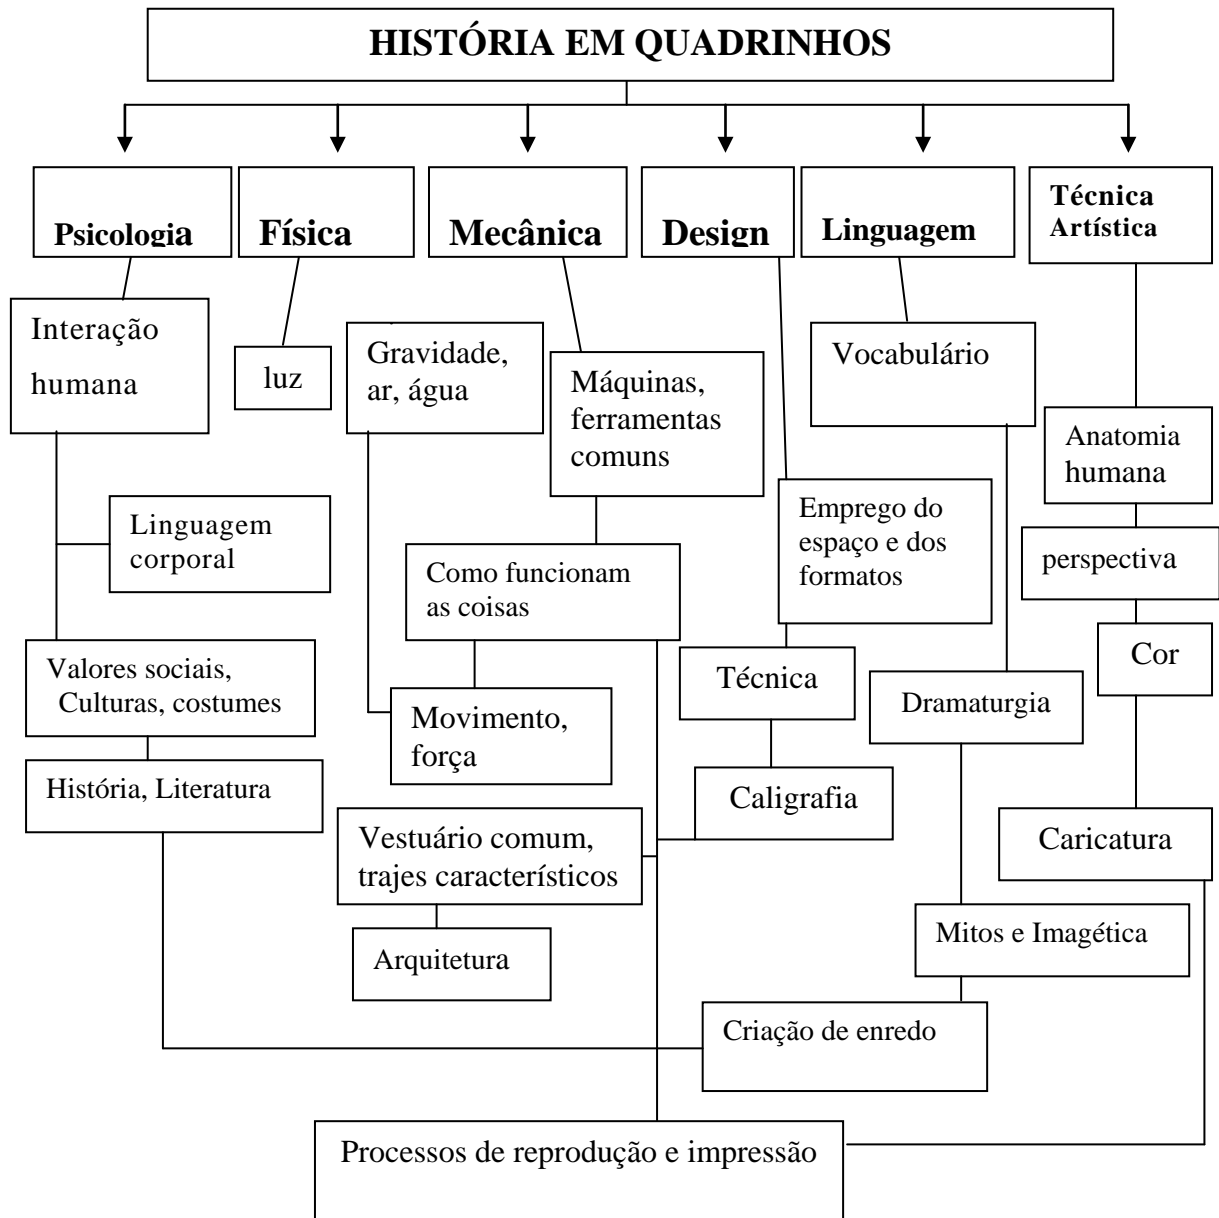 HISTÓRIA EM QUADRINHOS
Psicologia
Física
Mecânica
Design
Linguagem
Técnica
Artística
Interação
humana
luz
Gravidade,
ar, água
Máquinas,
ferramentas
comuns
Vocabulário
Anatomia
humana
Linguagem
corporal
Como funcionam
as coisas
Emprego do
espaço e dos
formatos
perspectiva
Valores sociais,
Culturas, costumes
Movimento,
força
Técnica
Dramaturgia
Cor
História, Literatura
Caligrafia
Vestuário comum,
trajes característicos
Caricatura
Arquitetura
Mitos e Imagética
Criação de enredo
Processos de reprodução e impressão